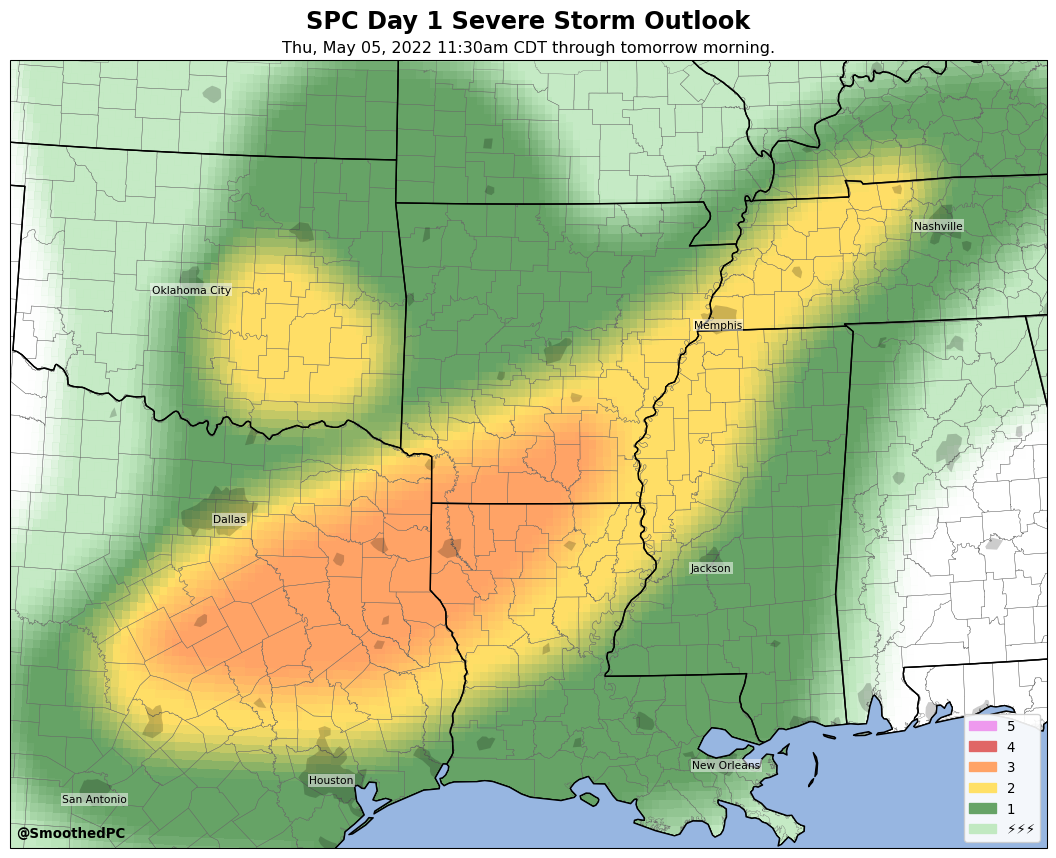 SPC Day 1 Severe Storm Outlook
Thu, May 05, 2022 11:30am CDT through tomorrow morning.
Nashville
Oklahoma City
Memphis
Dallas
Jackson
New Orleans
Houston
San Antonio
5
4
3
2
1
⚡⚡⚡
@SmoothedPC